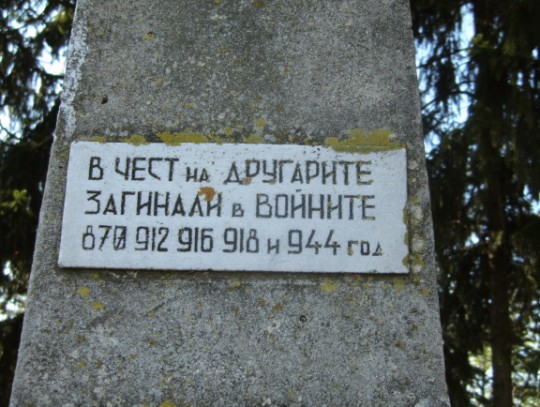 В ЧЕСТ на ДРУГАРИТЕ
ЗАГИНАЛИ в ВОЙНИТЕ
870 912 916 918 и 944 год